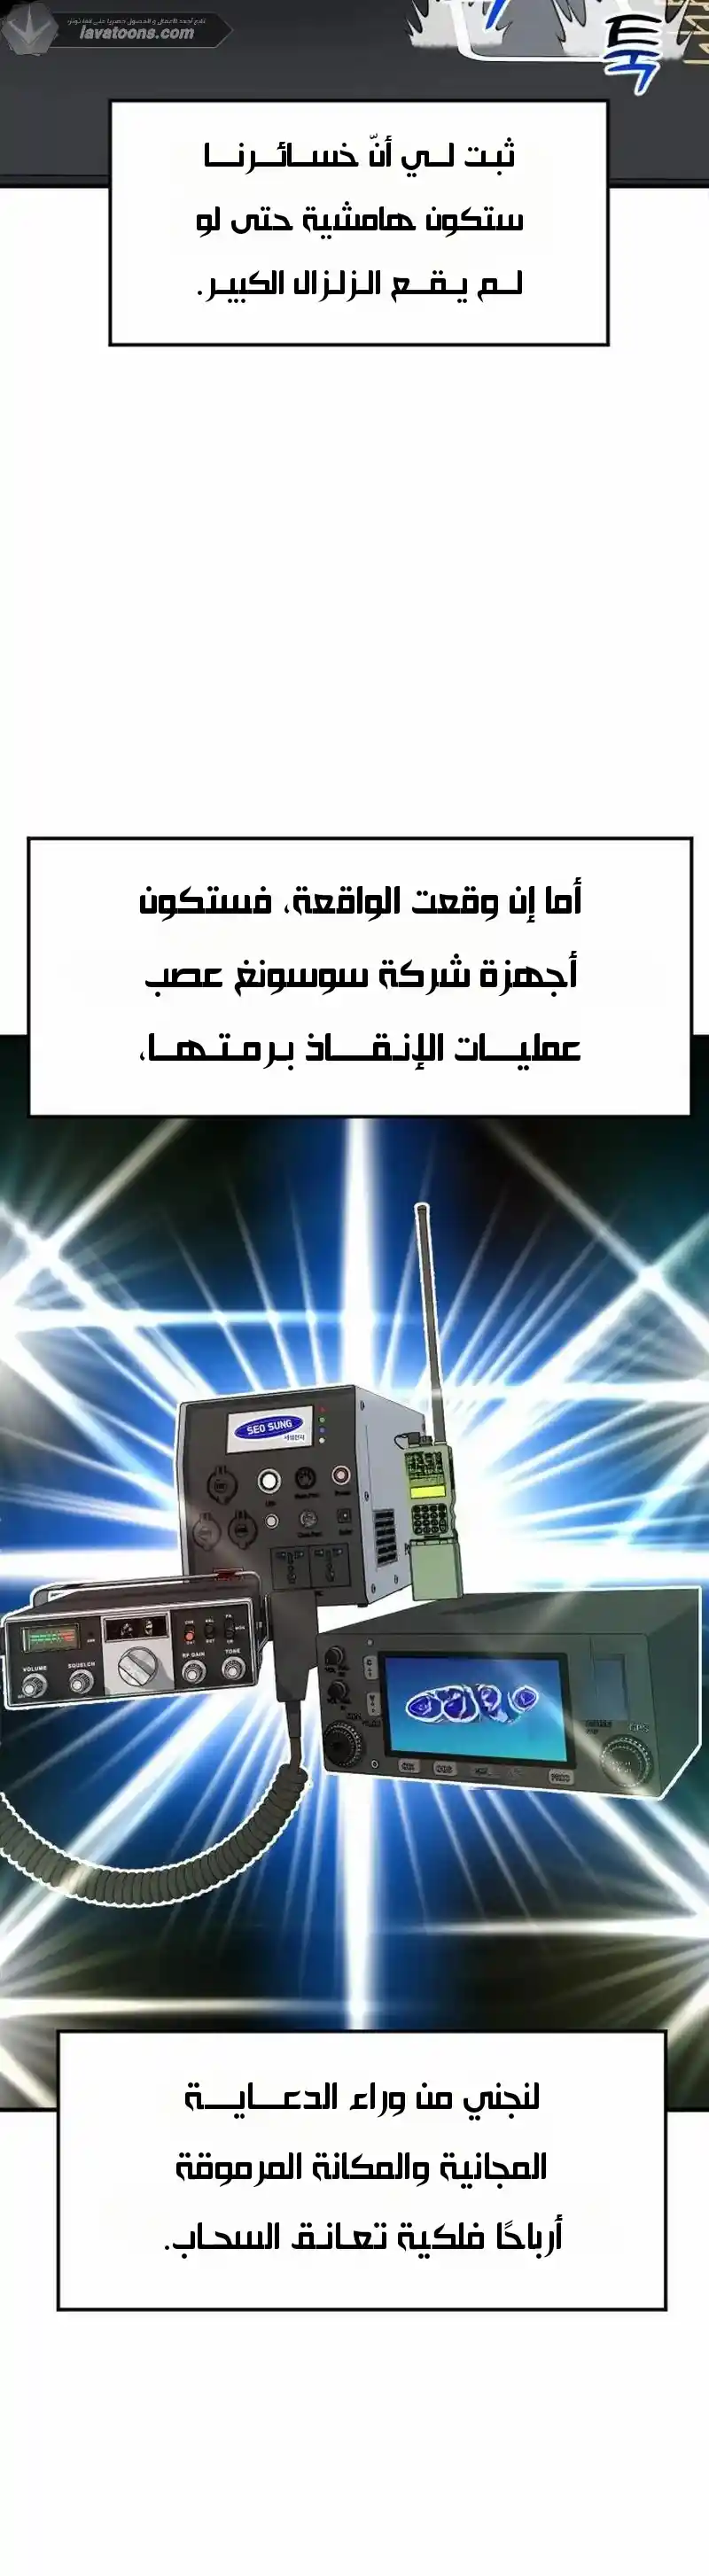 lavatoons.com
툭
ثبت لي أنّ خسائرنا
ستكون هامشية حتى لو
لم يقع الزلزال الكبير.
أما إن وقعت الواقعة، فستكون
أجهزة شركة سوسونغ عصب
عمليات الإنقاذ برمتها،
SEO SUNG
VOLUME
SQUELCH
RF GAIN
TONE
لنجني من وراء الدعاية
المجانية والمكانة المرموقة
أرباحًا فلكية تعانق السحاب.